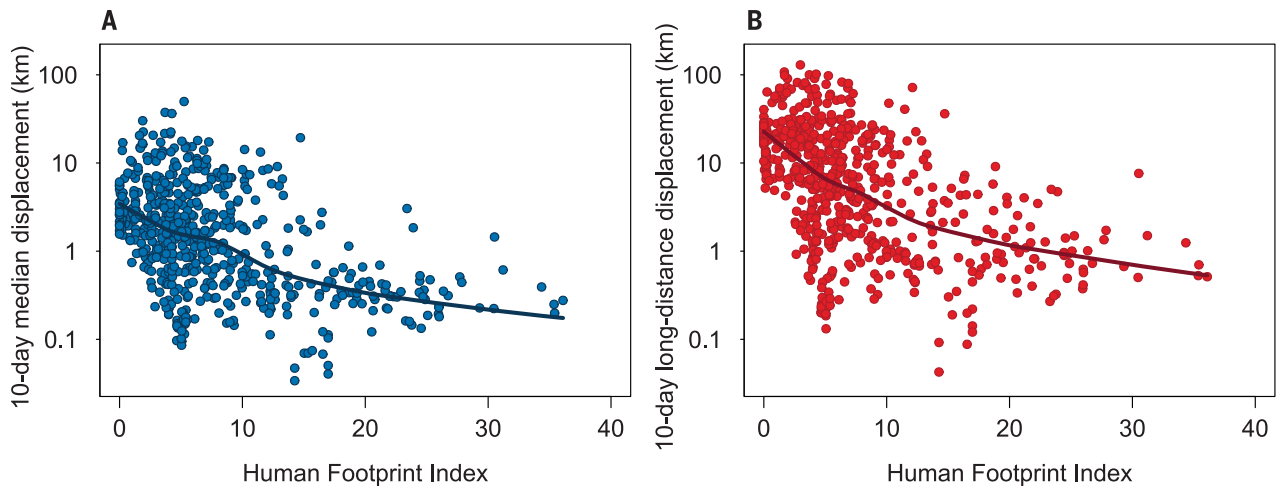 A
10-day median displacement (km)
100
10
1
0.1
0 10 20 30 40
Human Footprint Index
B
10-day long-distance displacement (km)
100
10
1
0.1
0 10 20 30 40
Human Footprint Index